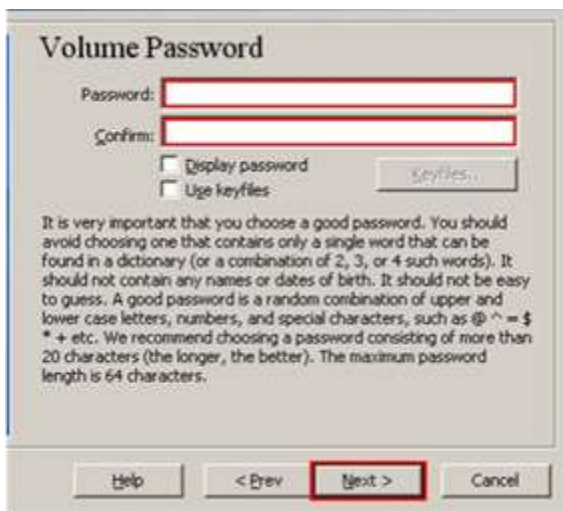 Volume Password
Password:
Confirm:
Display password
Keyfiles...
Use keyfiles
It is very important that you choose a good password. You should
avoid choosing one that contains only a single word that can be
found in a dictionary (or a combination of 2, 3, or 4 such words). It
should not contain any names or dates of birth. It should not be easy
to guess. A good password is a random combination of upper and
lower case letters, numbers, and special characters, such as @ ^ = $
* + etc. We recommend choosing a password consisting of more than
20 characters (the longer, the better). The maximum password
length is 64 characters.
Help < Prev Next > Cancel